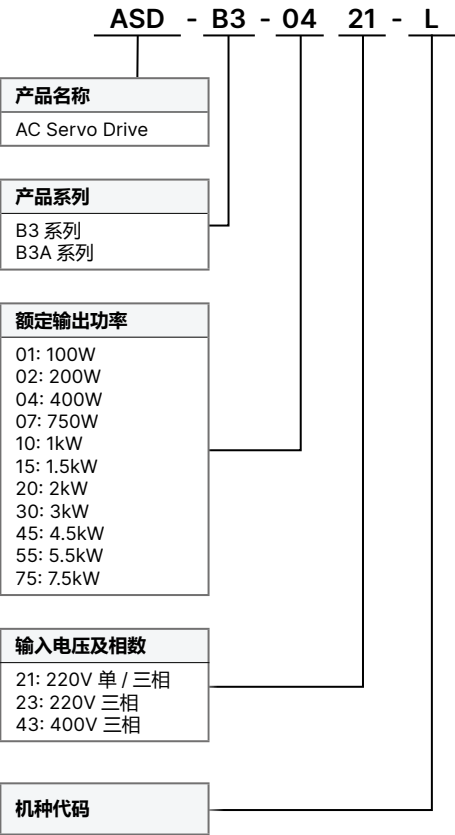 ASD - B3 - 04 21 - L
产品名称
AC Servo Drive
产品系列
B3 系列
B3A 系列
额定输出功率
01: 100W
02: 200W
04: 400W
07: 750W
10: 1kW
15: 1.5kW
20: 2kW
30: 3kW
45: 4.5kW
55: 5.5kW
75: 7.5kW
输入电压及相数
21: 220V 单 / 三相
23: 220V 三相
43: 400V 三相
机种代码